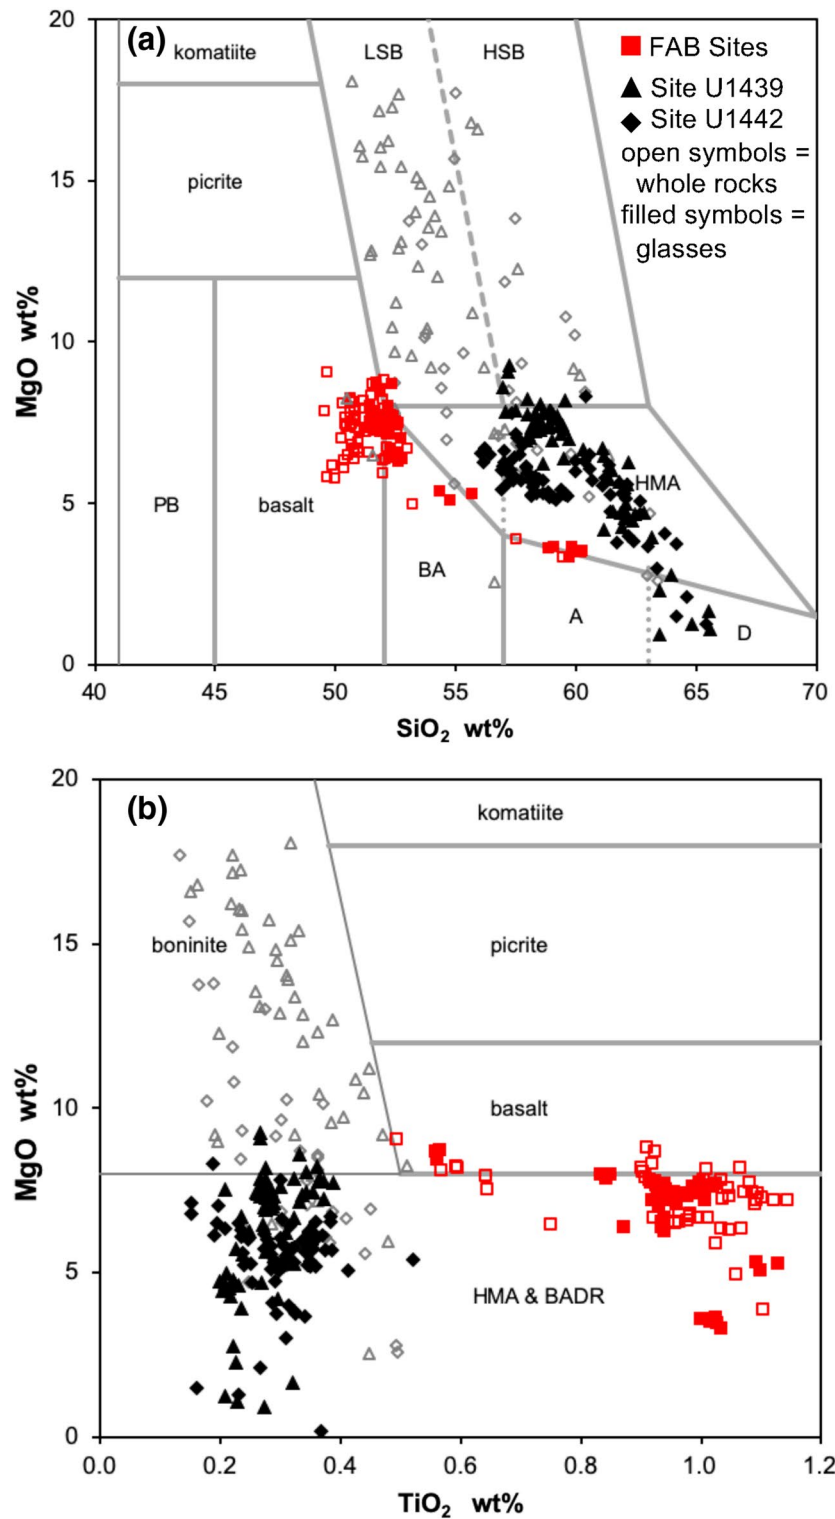 (a)
komatiite
LSB
HSB
FAB Sites
Site U1439
Site U1442
open symbols =
whole rocks
filled symbols =
glasses
picrite
PB
basalt
BA
A
HMA
D
MgO wt%
20
15
10
5
0
40
45
50
55
60
65
70
SiO₂ wt%
(b)
komatiite
boninite
picrite
basalt
HMA & BADR
MgO wt%
20
15
10
5
0
0.0
0.2
0.4
0.6
0.8
1.0
1.2
TiO₂ wt%